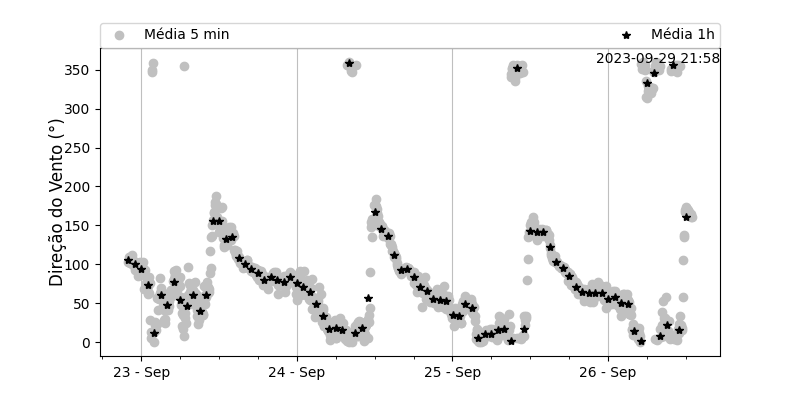 Média 5 min
Média 1h
2023-09-29 21:58
Direção do Vento (°)
350
300
250
200
150
100
50
0
23 - Sep
24 - Sep
25 - Sep
26 - Sep